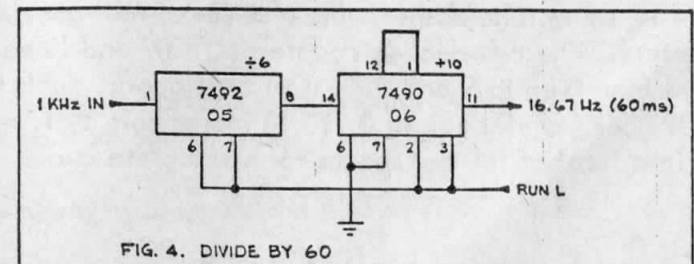 ÷6
12 1 +10
1 KHz IN 1 7492 8 14 7490 11 16.67 Hz (60ms)
05 06
6 7 6 7 2 3
RUN L
FIG. 4. DIVIDE BY 60